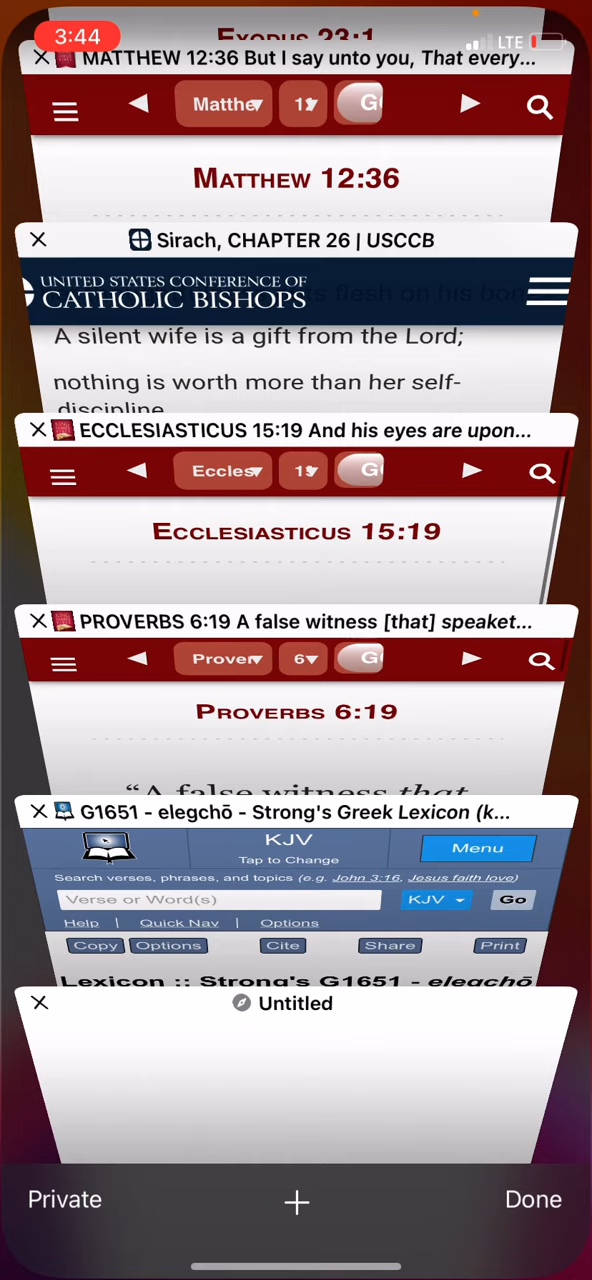 3:44
EXODUS 23:1
LTE
MATTHEW 12:36 But I say unto you, That every...
Matthe
G
MATTHEW 12:36
Sirach, CHAPTER 26 | USCCB
UNITED STATES CONFERENCE OF
CATHOLIC BISHOPS
flesh on his
A silent wife is a gift from the Lord;
nothing is worth more than her self-
discipline
ECCLESIASTICUS 15:19 And his eyes are upon...
Eccles
G
ECCLESIASTICUS 15:19
PROVERBS 6:19 A false witness [that] speaket...
Prover
6
G
PROVERBS 6:19
“A false witness that
G1651 - elegchō - Strong's Greek Lexicon (k...
KJV
Tap to Change
Menu
Search verses, phrases, and topics (e.g. John 3:16, Jesus faith love)
Verse or Word(s)
KJV
Go
Help | Quick Nav | Options
Copy Options Cite Share Print
Lexicon :: Strong's G1651 - elegchō
Untitled
Private
Done